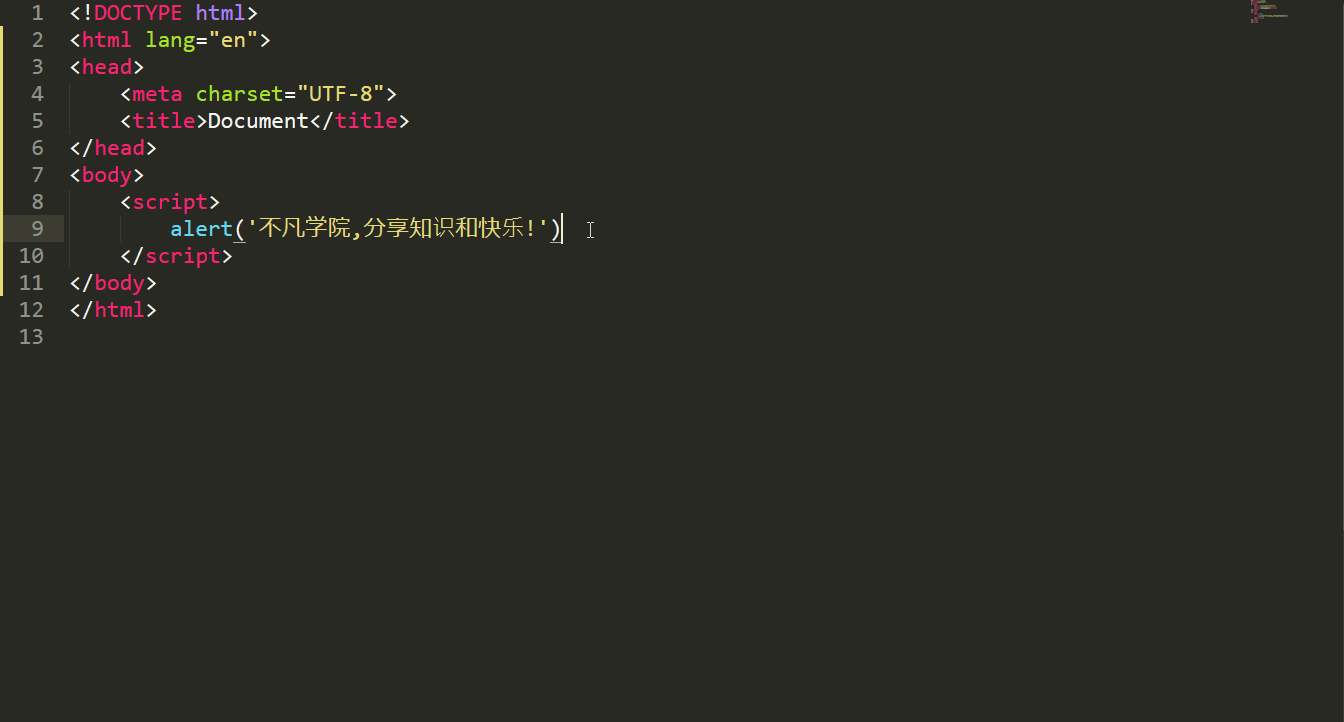 1 <!DOCTYPE html>
2 <html lang="en">
3 <head>
4     <meta charset="UTF-8">
5     <title>Document</title>
6 </head>
7 <body>
8     <script>
9         alert('不凡学院,分享知识和快乐!')
10     </script>
11 </body>
12 </html>
13